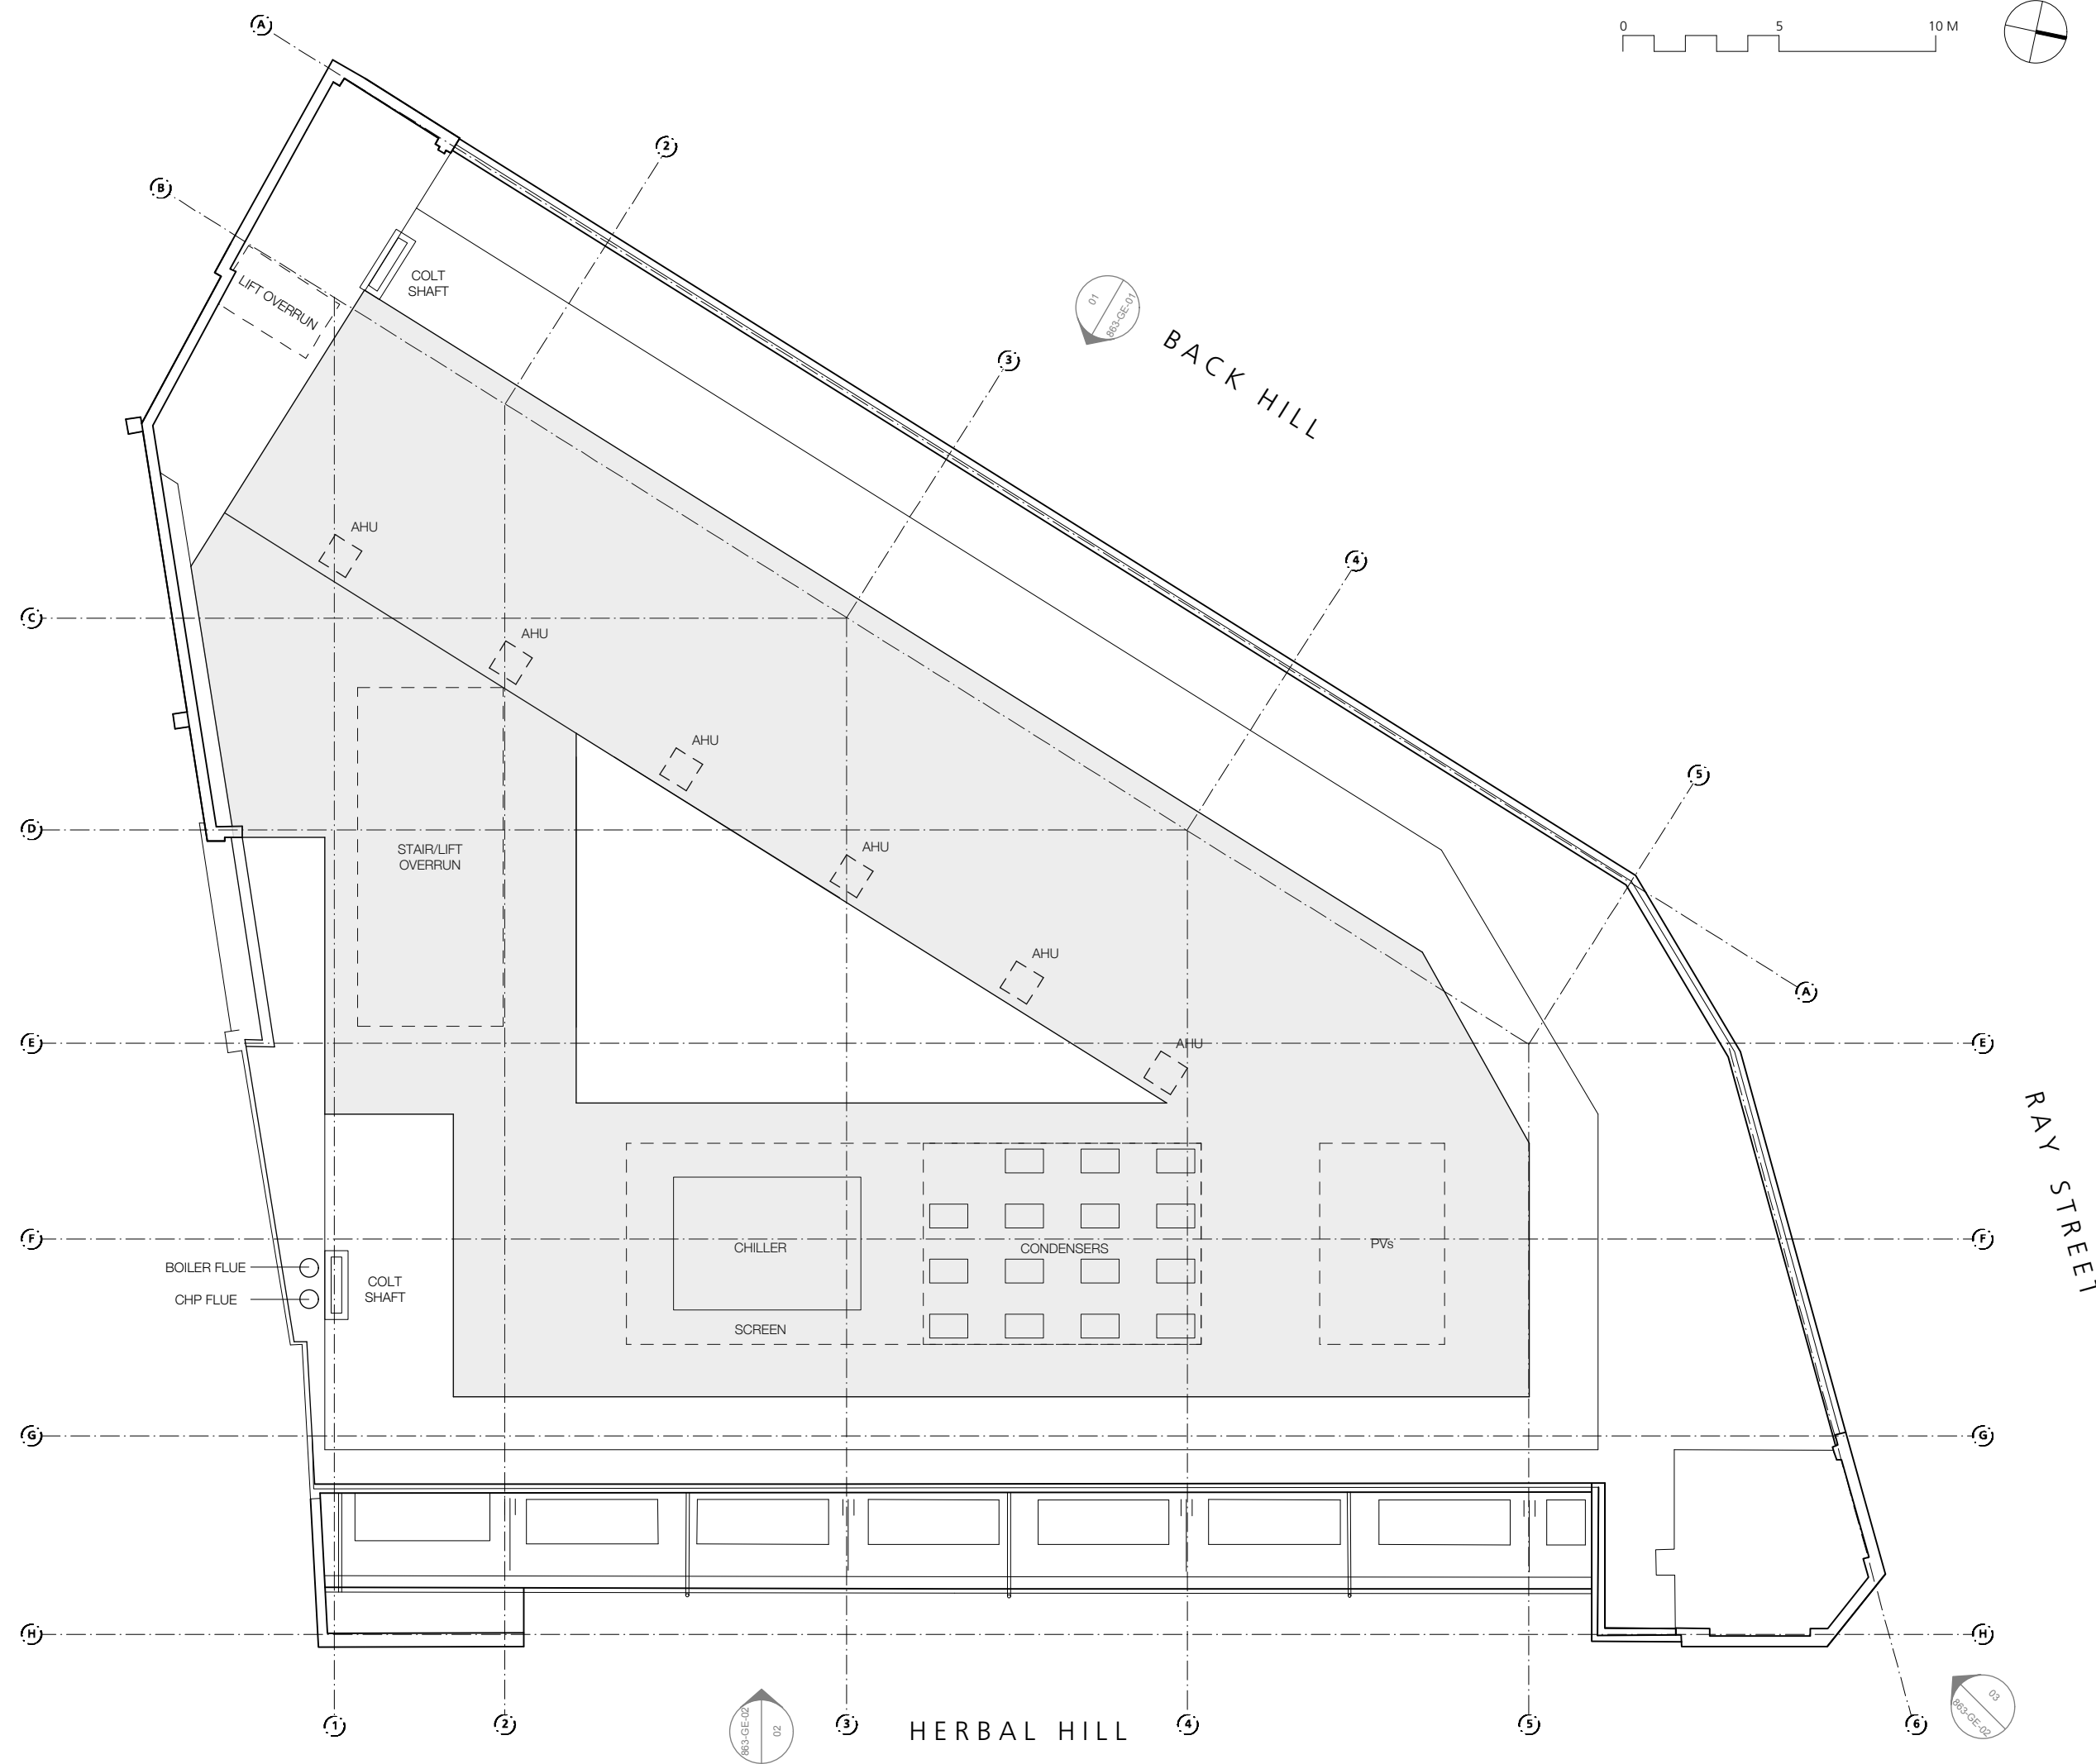 0 5 10 M
A
2
B
LIFT OVERRUN
COLT
SHAFT
01
863-GE-01
BACK HILL
3
4
AHU
C
AHU
AHU
5
D
STAIR/LIFT
OVERRUN
AHU
AHU
A
E
AHU
E
RAY STREET
F
CHILLER
CONDENSERS
PVs
F
BOILER FLUE
CHP FLUE
COLT
SHAFT
SCREEN
G
G
H
H
863-GE-02
02
03
863-GE-02
1
2
3
HERBAL HILL
4
5
6